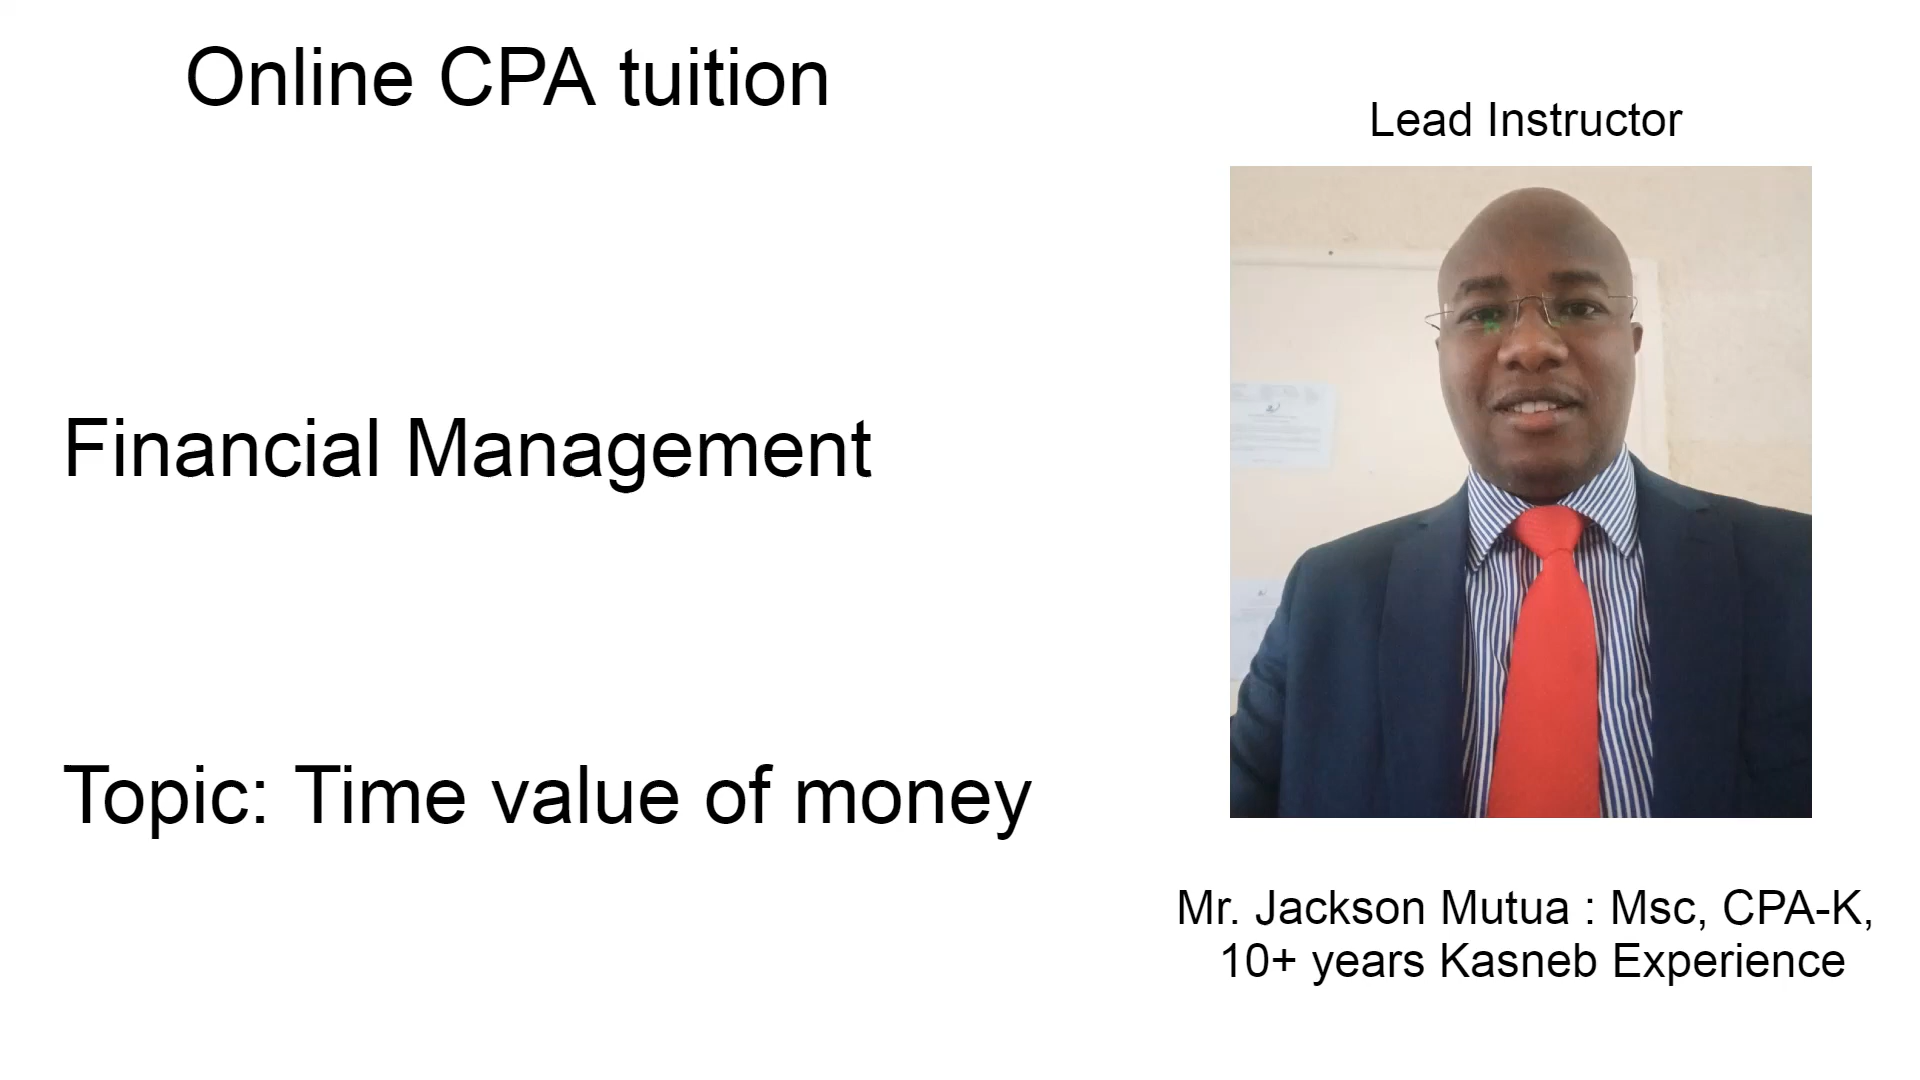 Online CPA tuition
Lead Instructor
Financial Management
Topic: Time value of money
Mr. Jackson Mutua : Msc, CPA-K,
10+ years Kasneb Experience